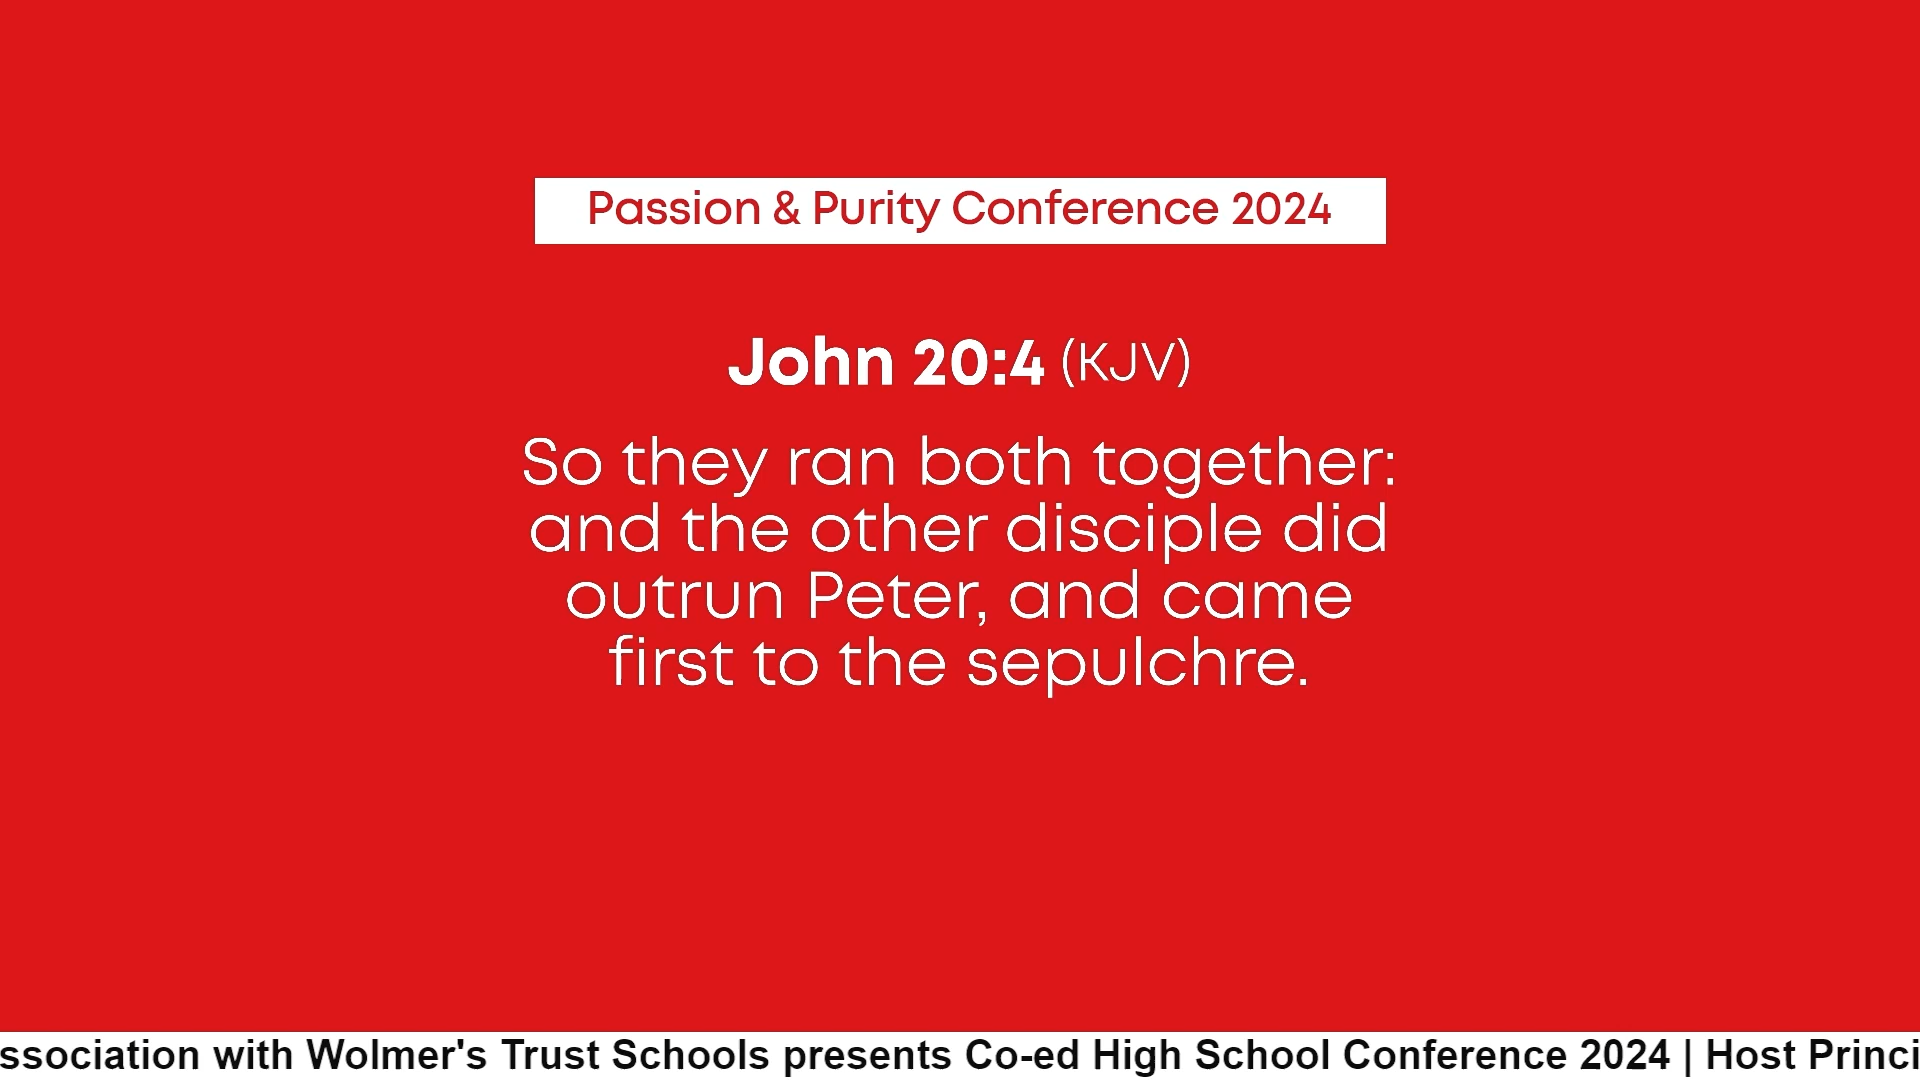 Passion & Purity Conference 2024
John 20:4 (KJV)
So they ran both together:
and the other disciple did
outrun Peter, and came
first to the sepulchre.
ssociation with Wolmer's Trust Schools presents Co-ed High School Conference 2024 | Host Princi